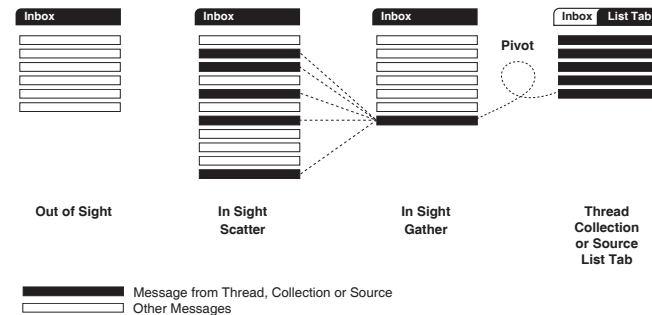 Inbox
Inbox
Inbox
Inbox List Tab
Pivot
Out of Sight
In Sight
Scatter
In Sight
Gather
Thread
Collection
or Source
List Tab
Message from Thread, Collection or Source
Other Messages